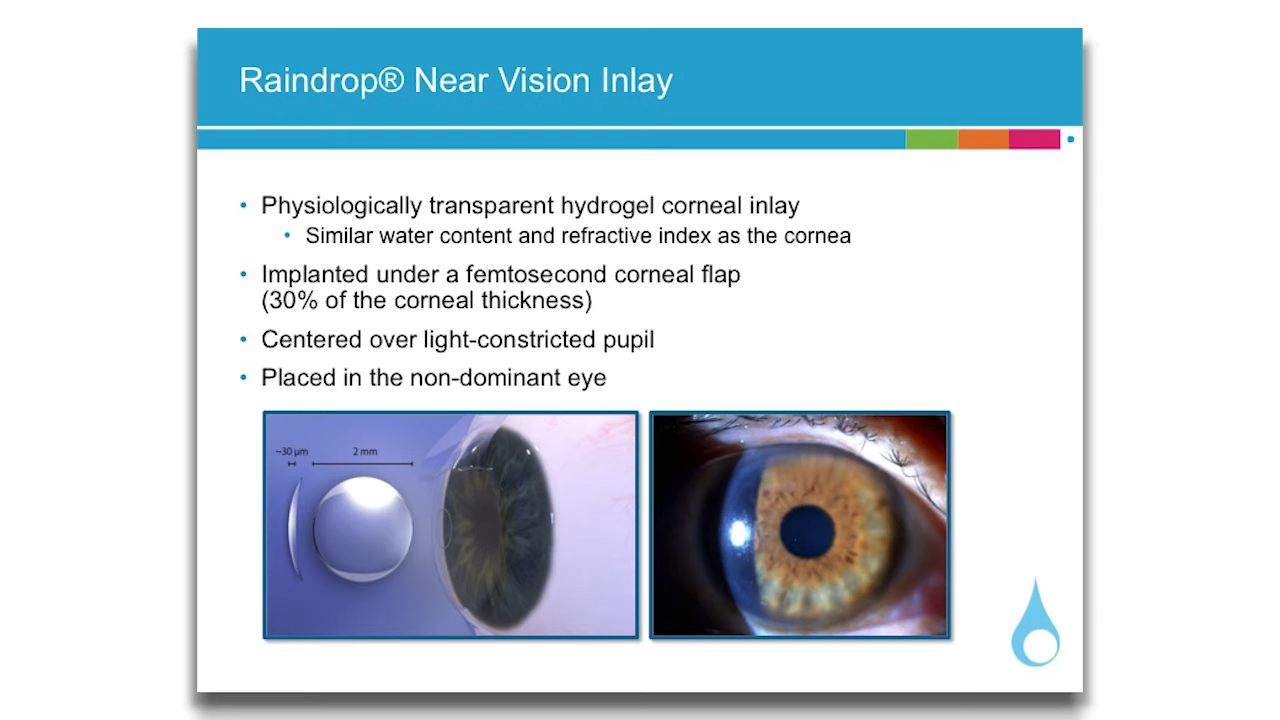 Raindrop® Near Vision Inlay
• Physiologically transparent hydrogel corneal inlay
• Similar water content and refractive index as the cornea
• Implanted under a femtosecond corneal flap
(30% of the corneal thickness)
• Centered over light-constricted pupil
• Placed in the non-dominant eye
~30 µm
2 mm